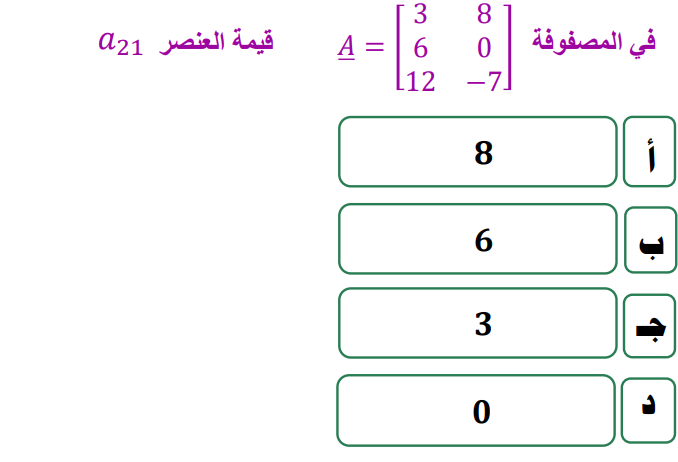 في المصفوفة A = [3 8; 6 0; 12 −7] قيمة العنصر a₂₁
أ 8
ب 6
جـ 3
د 0